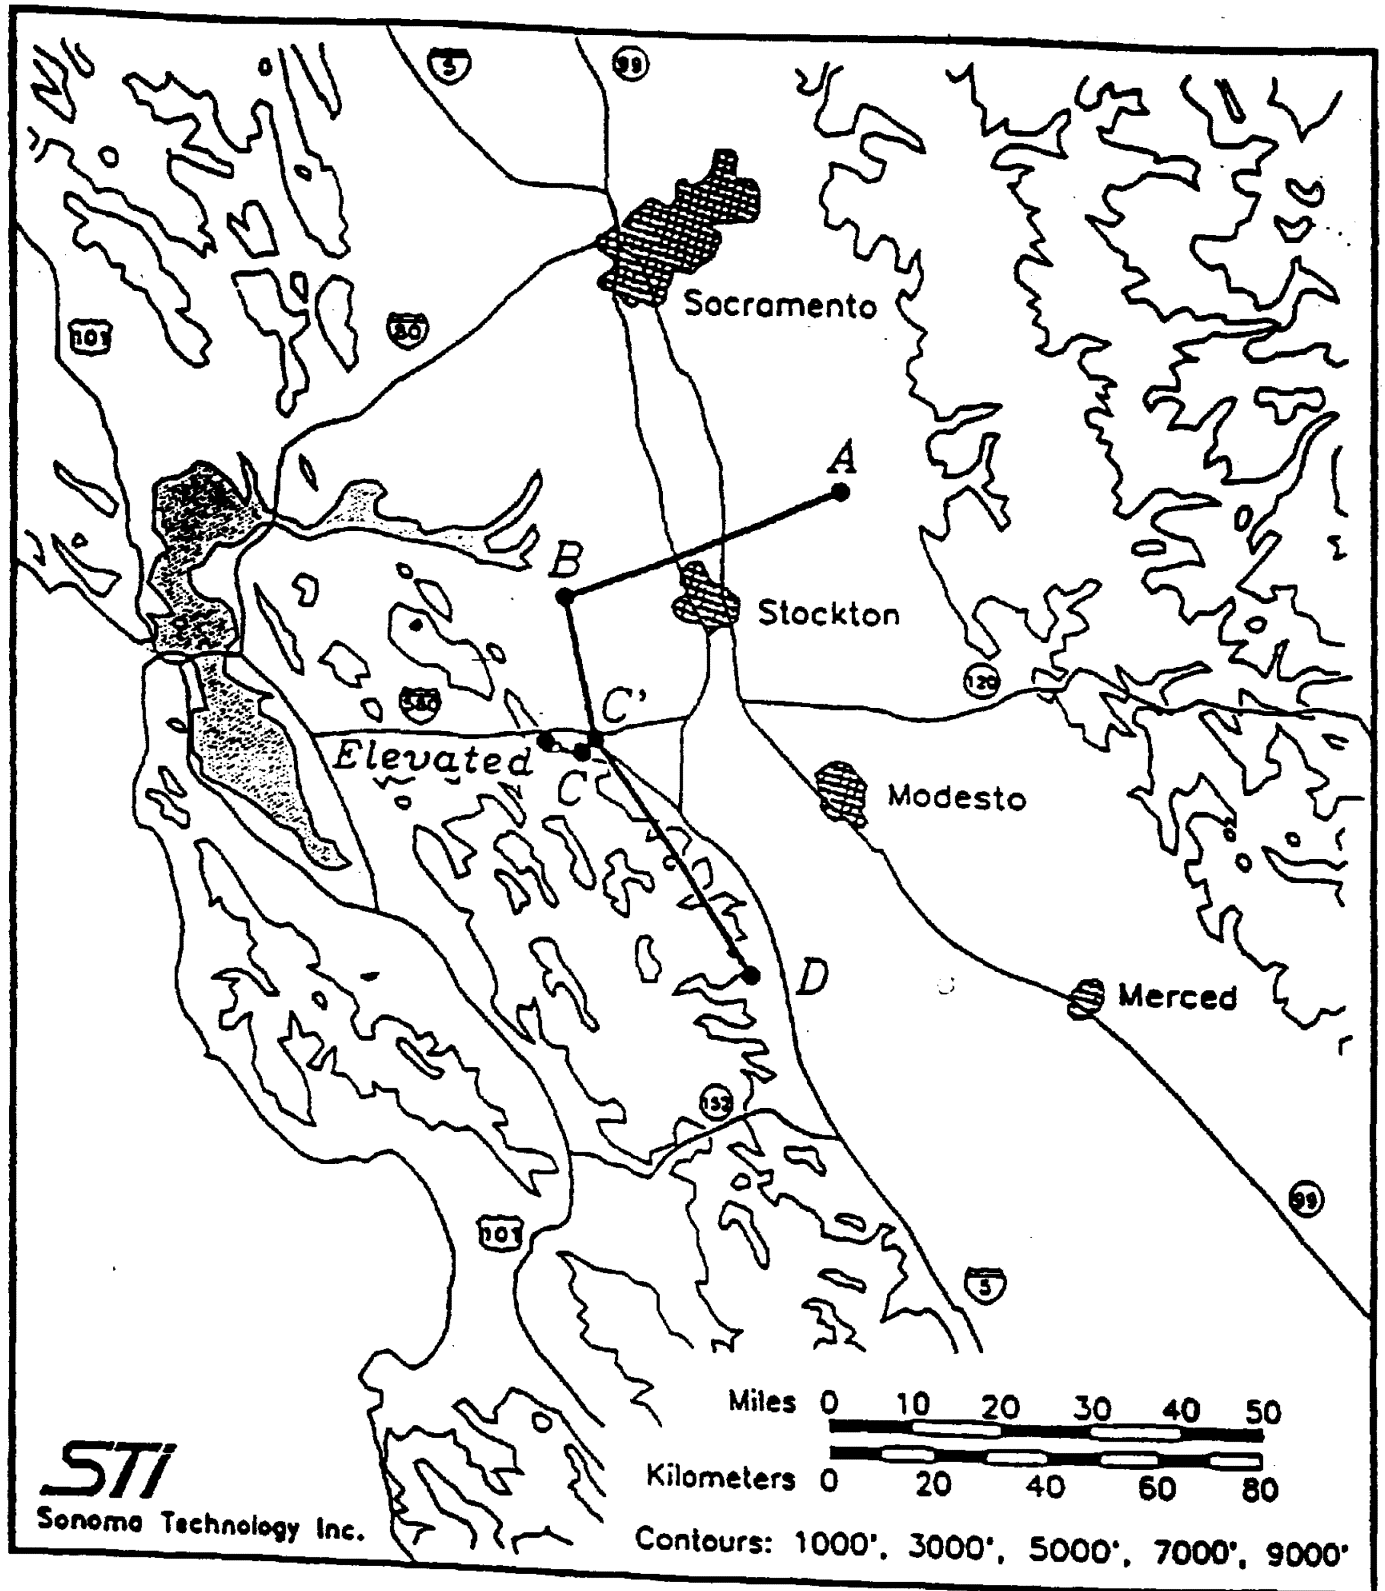 5
99
Sacramento
101
80
A
B
Stockton
120
580
C'
Elevated
C
Modesto
D
Merced
152
99
101
5
Miles 0 10 20 30 40 50
Kilometers 0 20 40 60 80
STi
Sonoma Technology Inc.
Contours: 1000', 3000', 5000', 7000', 9000'